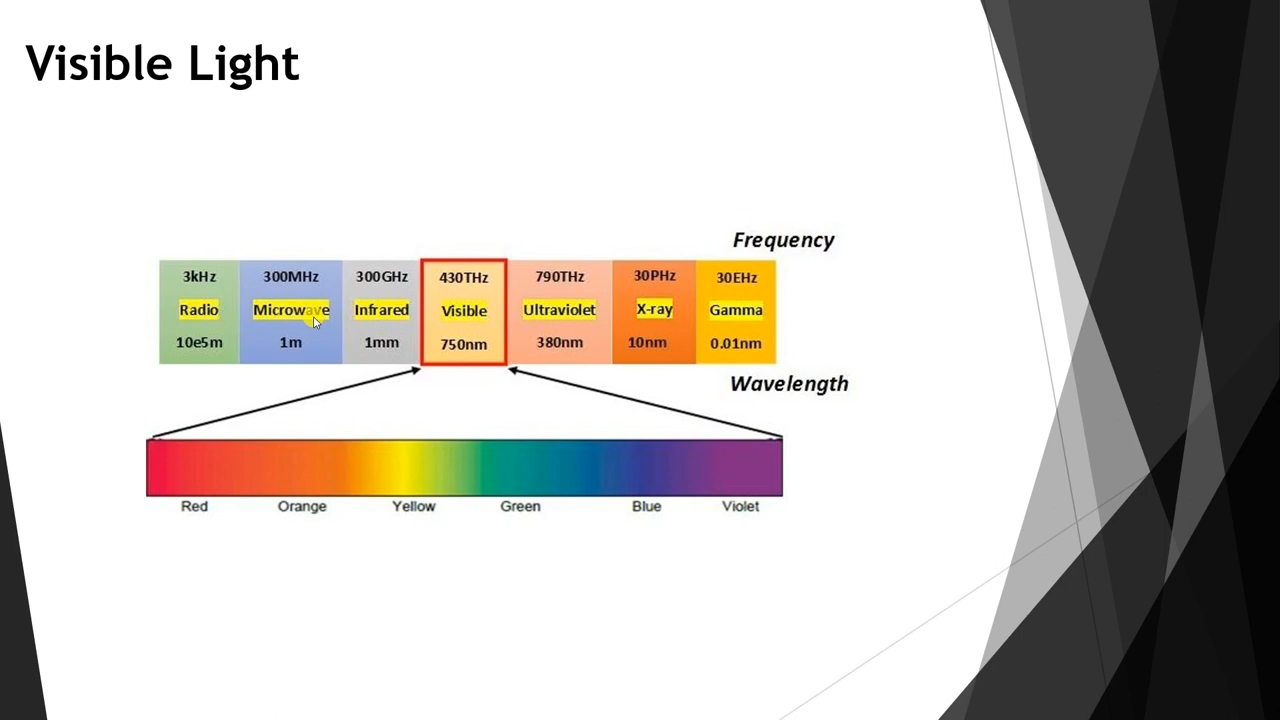 Visible Light
Frequency
3kHz 300MHz 300GHz 430THz 790THz 30PHz 30EHz
Radio Microwave Infrared Visible Ultraviolet X-ray Gamma
10e5m 1m 1mm 750nm 380nm 10nm 0.01nm
Wavelength
Red Orange Yellow Green Blue Violet